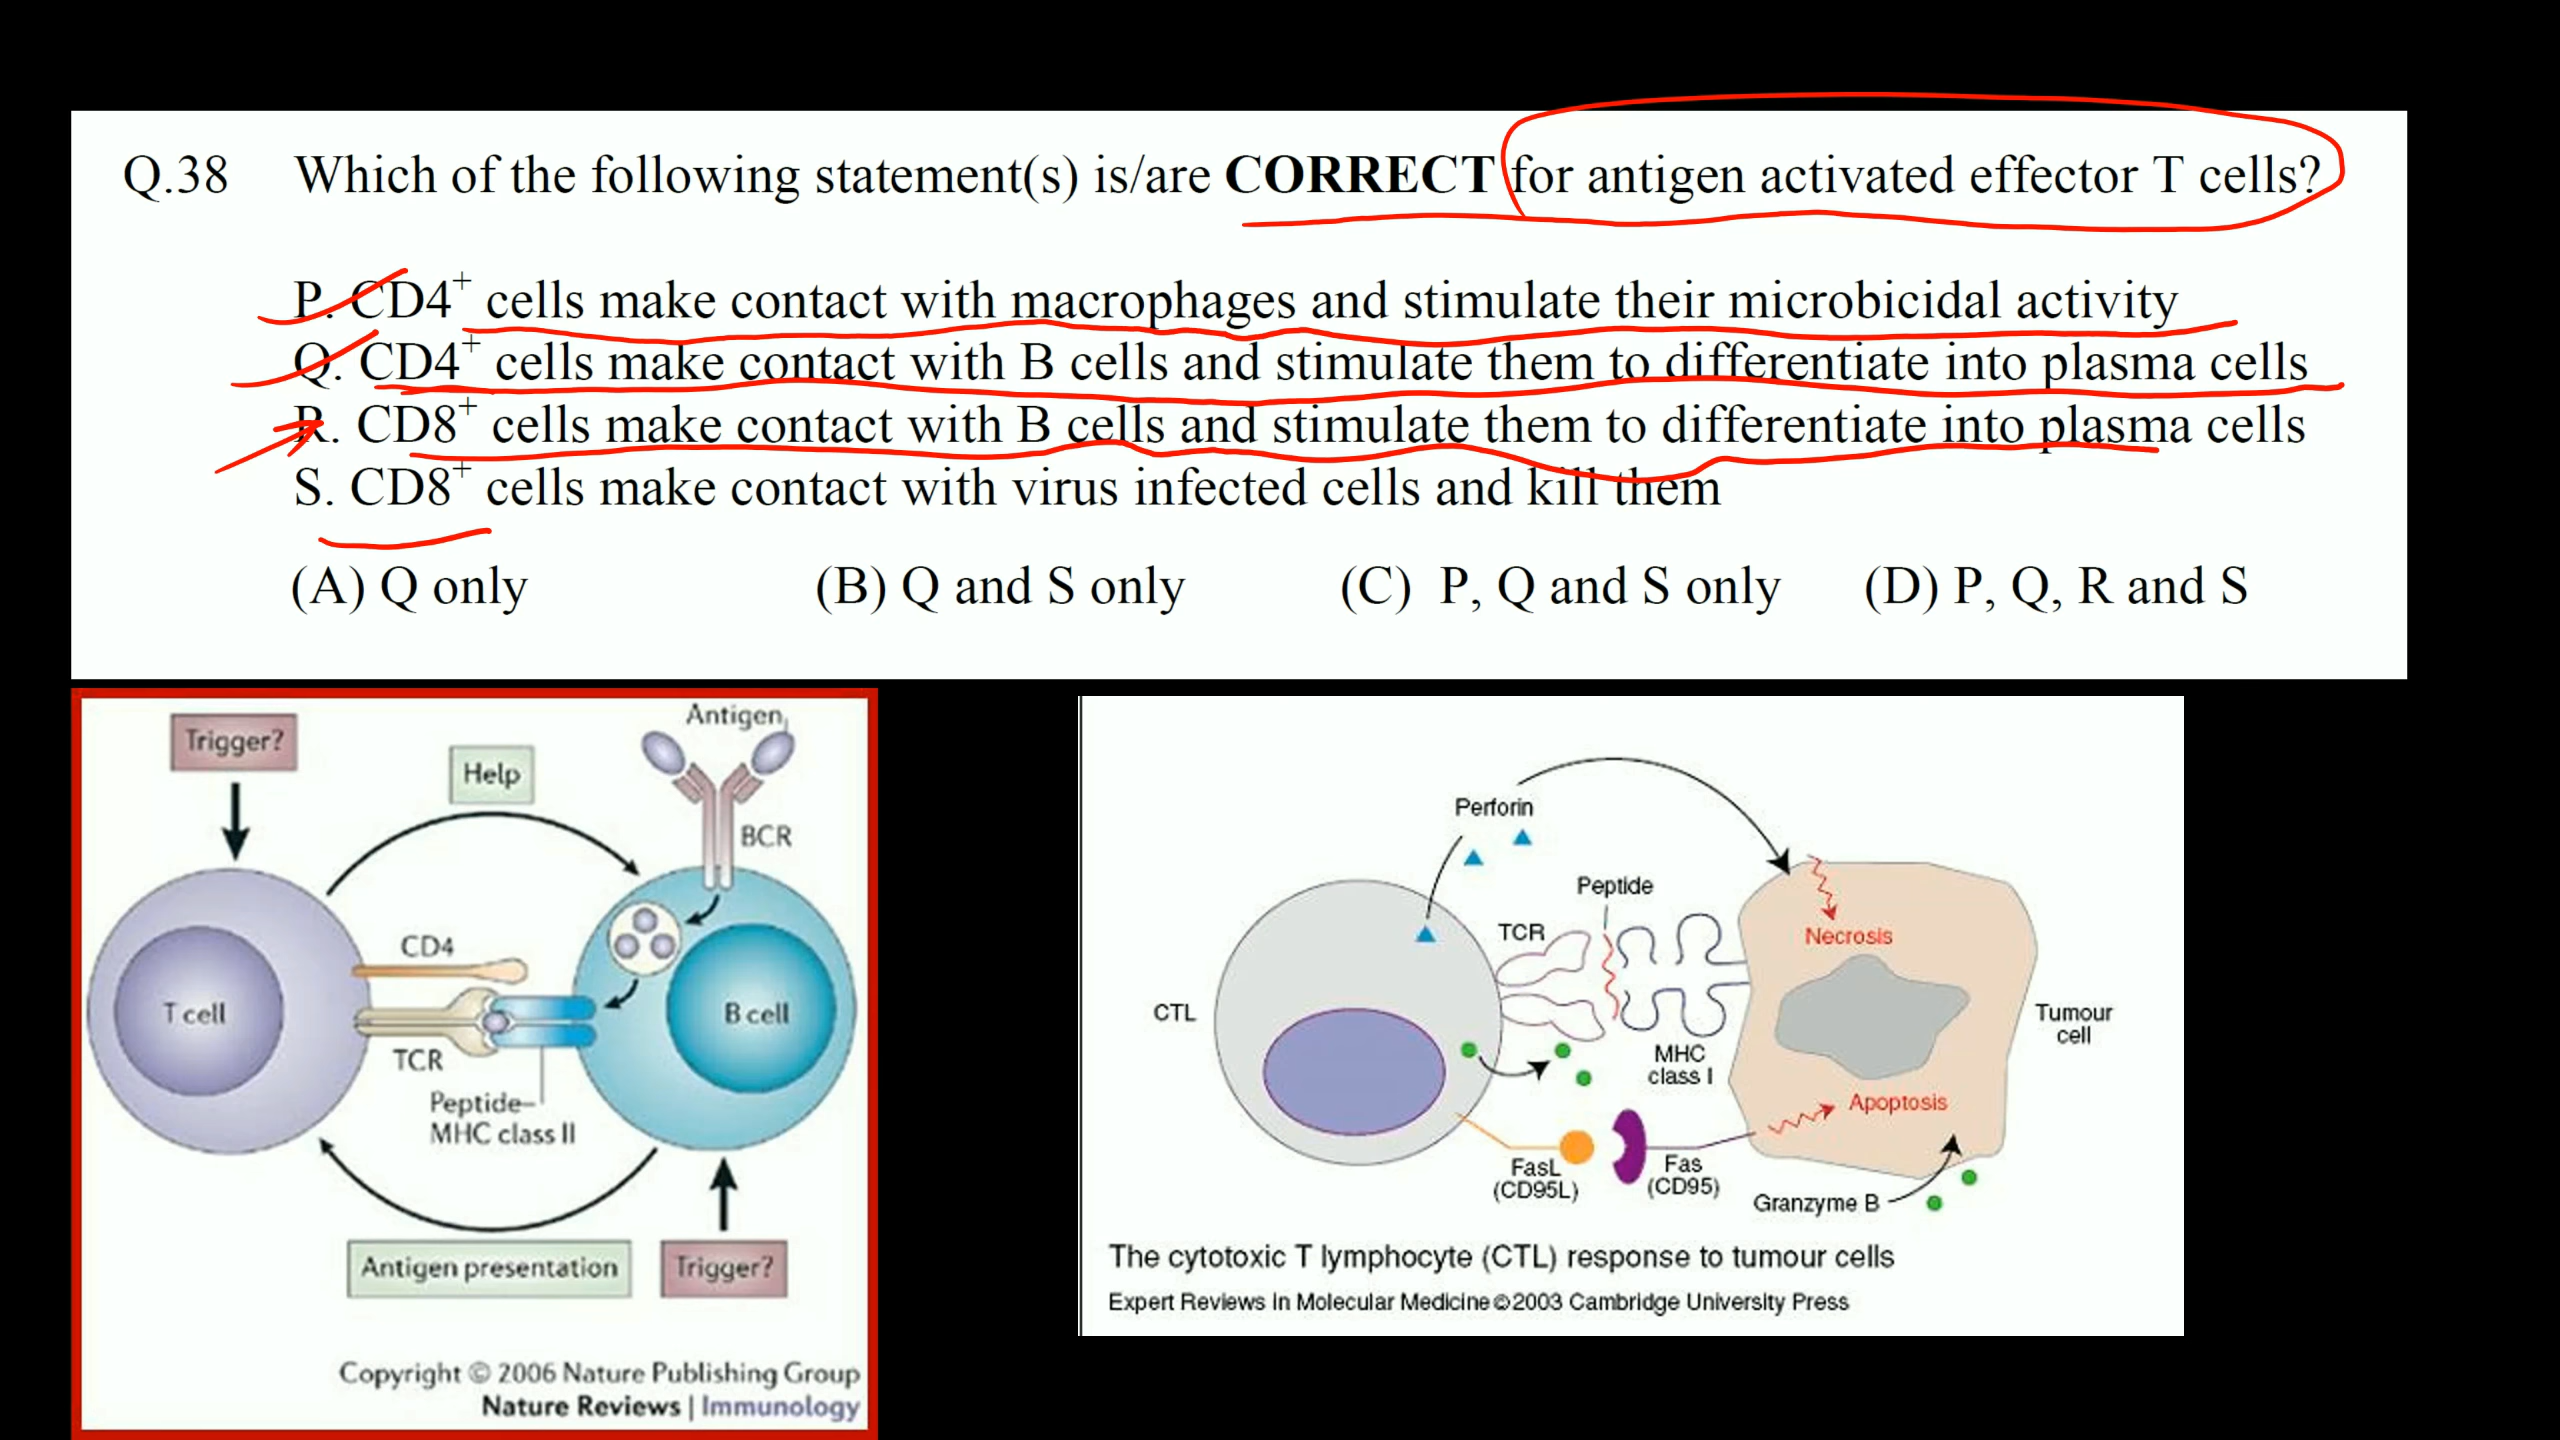 Q.38 Which of the following statement(s) is/are CORRECT for antigen activated effector T cells?
P. CD4+ cells make contact with macrophages and stimulate their microbicidal activity
Q. CD4+ cells make contact with B cells and stimulate them to differentiate into plasma cells
R. CD8+ cells make contact with B cells and stimulate them to differentiate into plasma cells
S. CD8+ cells make contact with virus infected cells and kill them
(A) Q only (B) Q and S only (C) P, Q and S only (D) P, Q, R and S
Trigger?
Help
Antigen
BCR
CD4
T cell
B cell
TCR
Peptide–
MHC class II
Antigen presentation
Trigger?
Copyright © 2006 Nature Publishing Group
Nature Reviews | Immunology
Perforin
Peptide
TCR
Necrosis
CTL
Tumour
cell
MHC
class I
Apoptosis
FasL
(CD95L)
Fas
(CD95)
Granzyme B
The cytotoxic T lymphocyte (CTL) response to tumour cells
Expert Reviews in Molecular Medicine©2003 Cambridge University Press